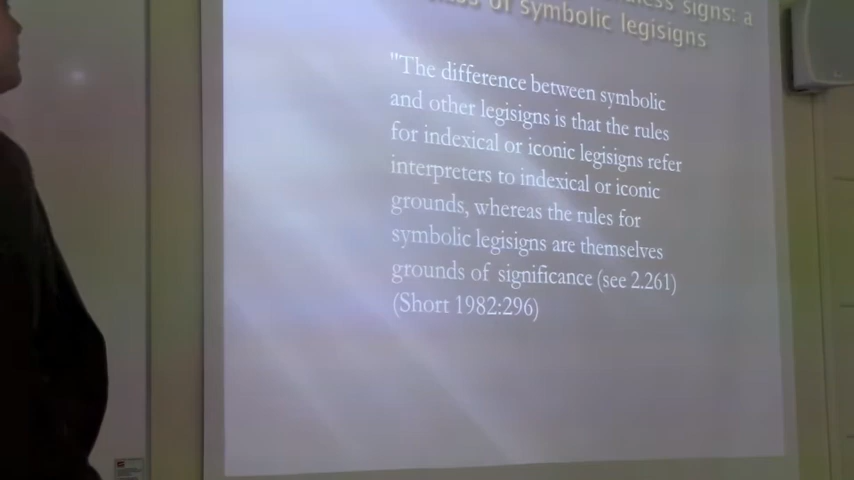 signs: a
of symbolic legisigns
"The difference between symbolic
and other legisigns is that the rules
for indexical or iconic legisigns refer
interpreters to indexical or iconic
grounds, whereas the rules for
symbolic legisigns are themselves
grounds of significance (see 2.261)
(Short 1982:296)